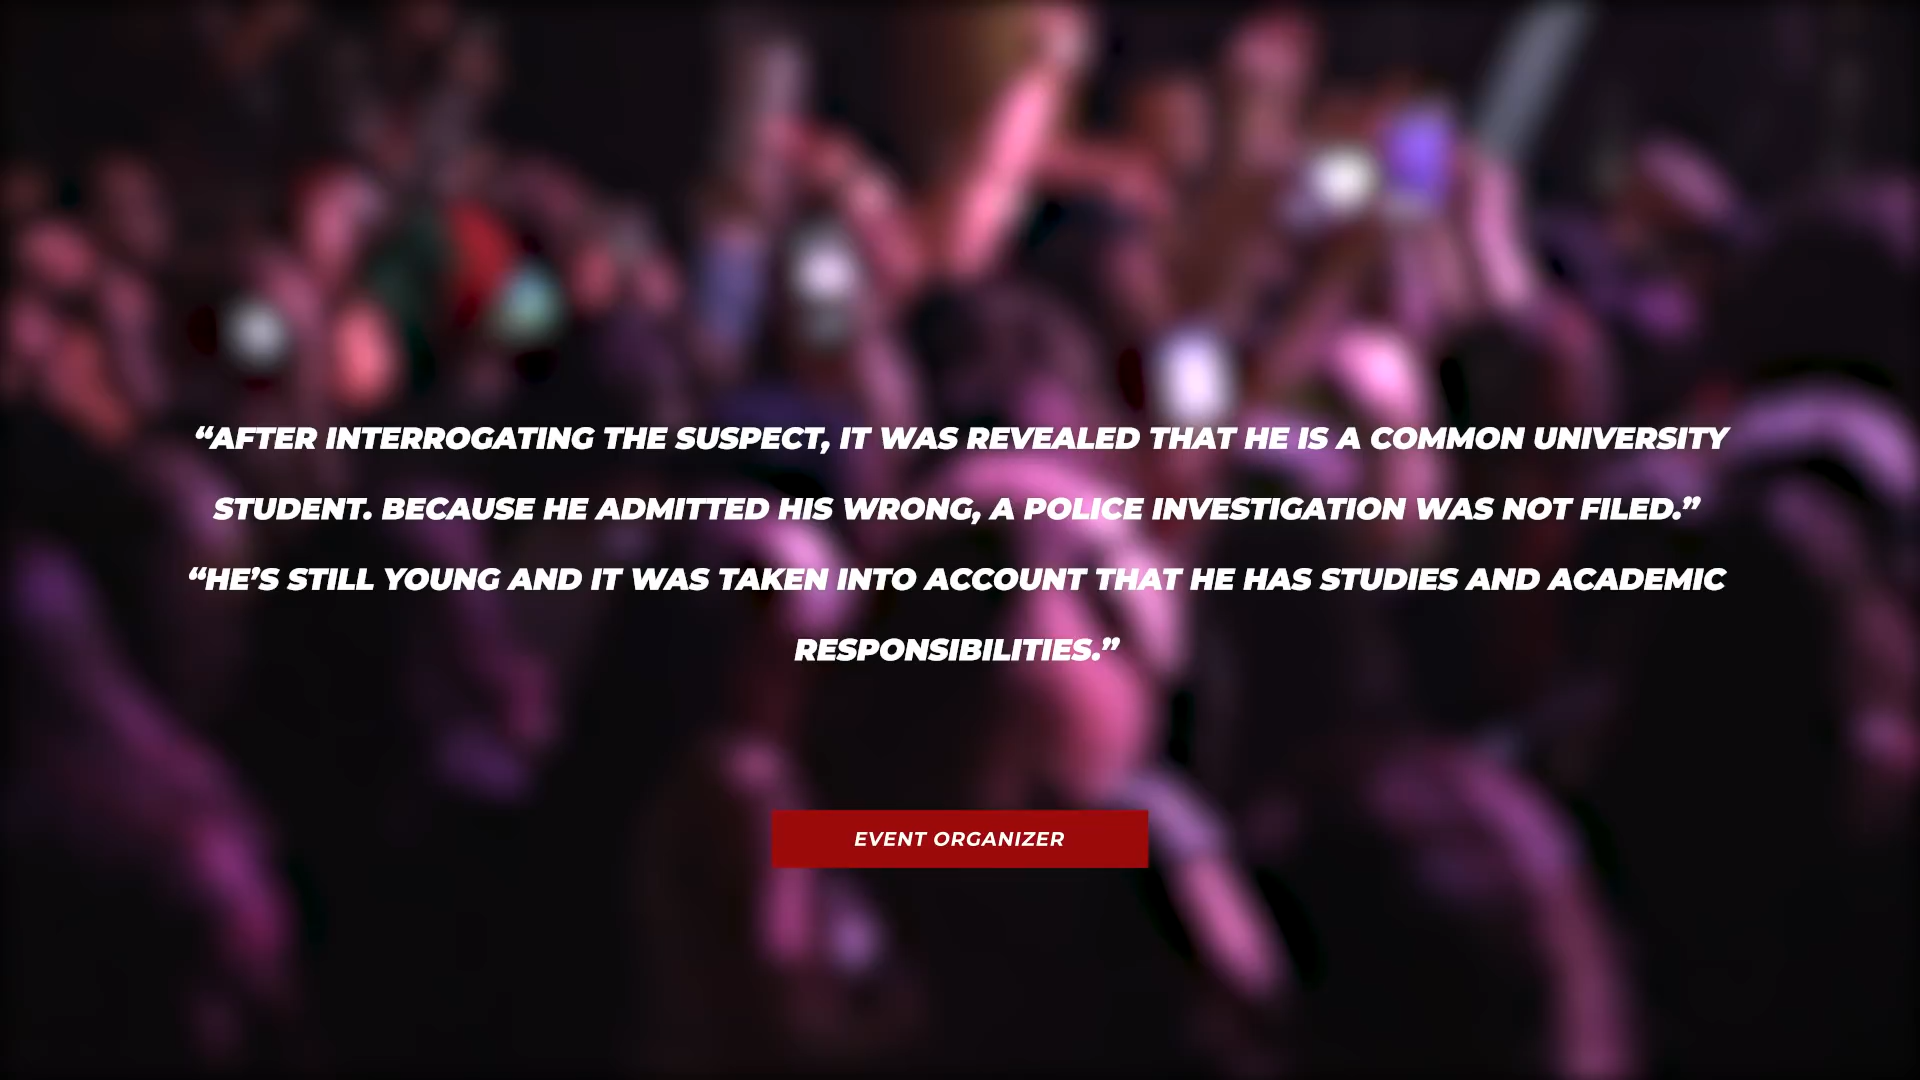 “AFTER INTERROGATING THE SUSPECT, IT WAS REVEALED THAT HE IS A COMMON UNIVERSITY
STUDENT. BECAUSE HE ADMITTED HIS WRONG, A POLICE INVESTIGATION WAS NOT FILED.”
“HE’S STILL YOUNG AND IT WAS TAKEN INTO ACCOUNT THAT HE HAS STUDIES AND ACADEMIC
RESPONSIBILITIES.”
EVENT ORGANIZER